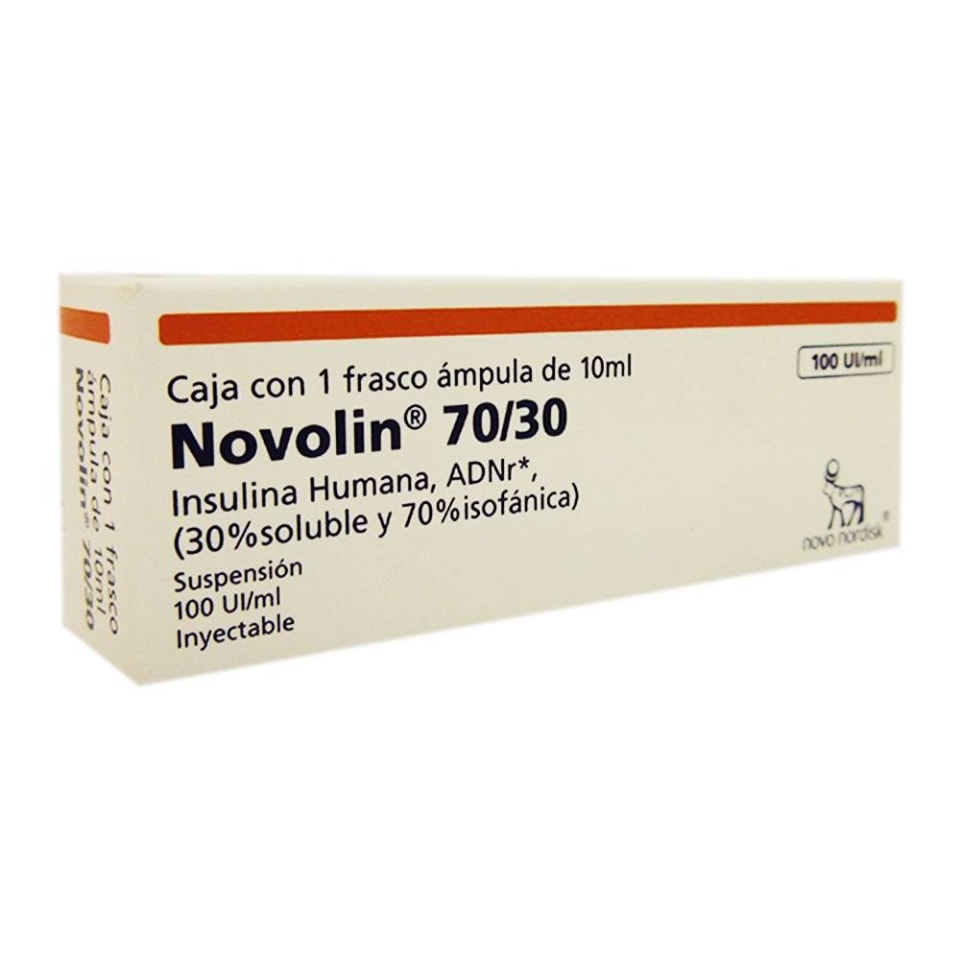 Caja con 1 frasco ámpula de 10ml
100 UI/ml
Novolin® 70/30
Insulina Humana, ADNr*,
(30%soluble y 70%isofánica)
Suspensión
100 UI/ml
Inyectable
novo nordisk®
Caja con 1 frasco
ámpula de 10ml
Novolin® 70/30